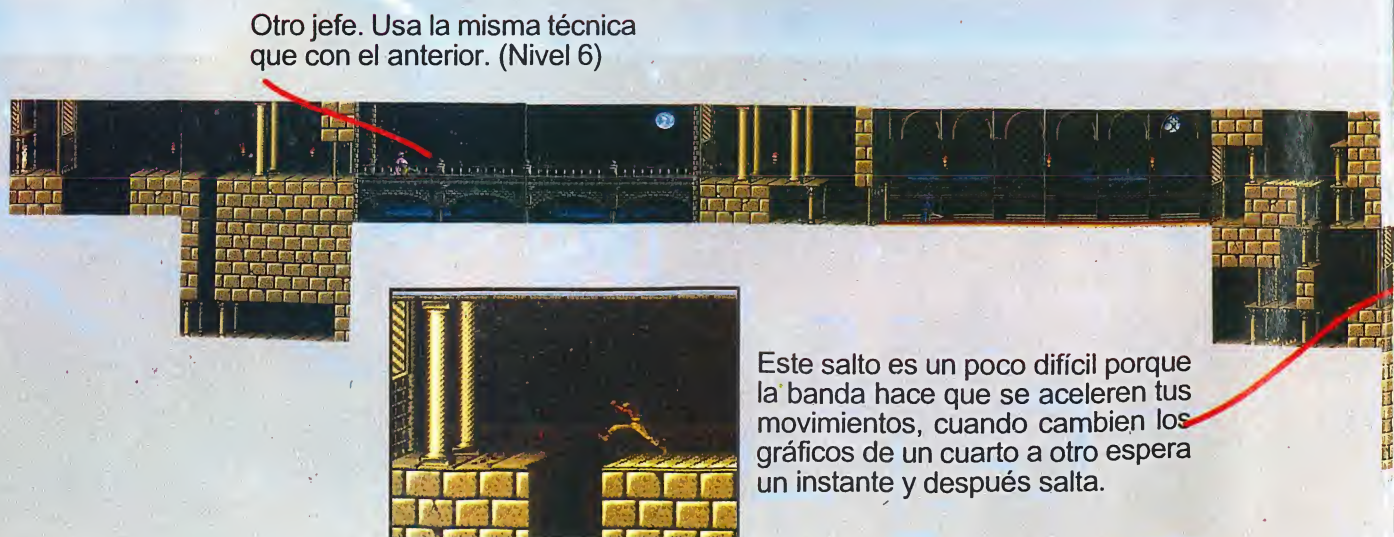 Otro jefe. Usa la misma técnica
que con el anterior. (Nivel 6)
Este salto es un poco difícil porque
la banda hace que se aceleren tus
movimientos, cuando cambien los
gráficos de un cuarto a otro espera
un instante y después salta.